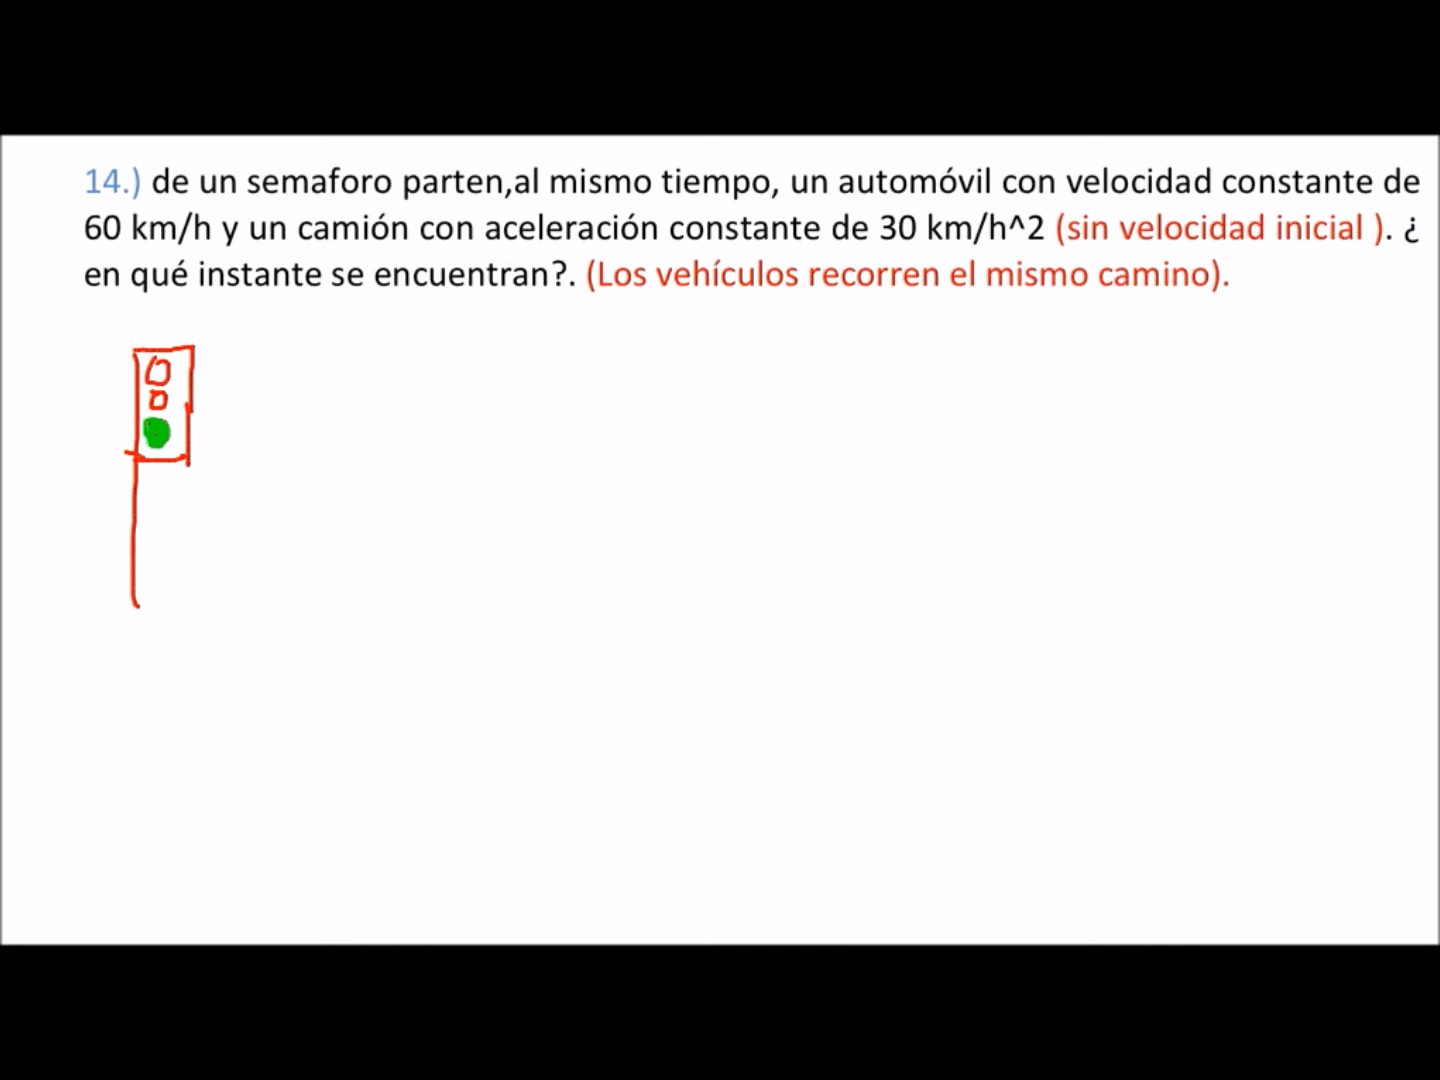 14.) de un semaforo parten,al mismo tiempo, un automóvil con velocidad constante de
60 km/h y un camión con aceleración constante de 30 km/h^2 (sin velocidad inicial ). ¿
en qué instante se encuentran?. (Los vehículos recorren el mismo camino).